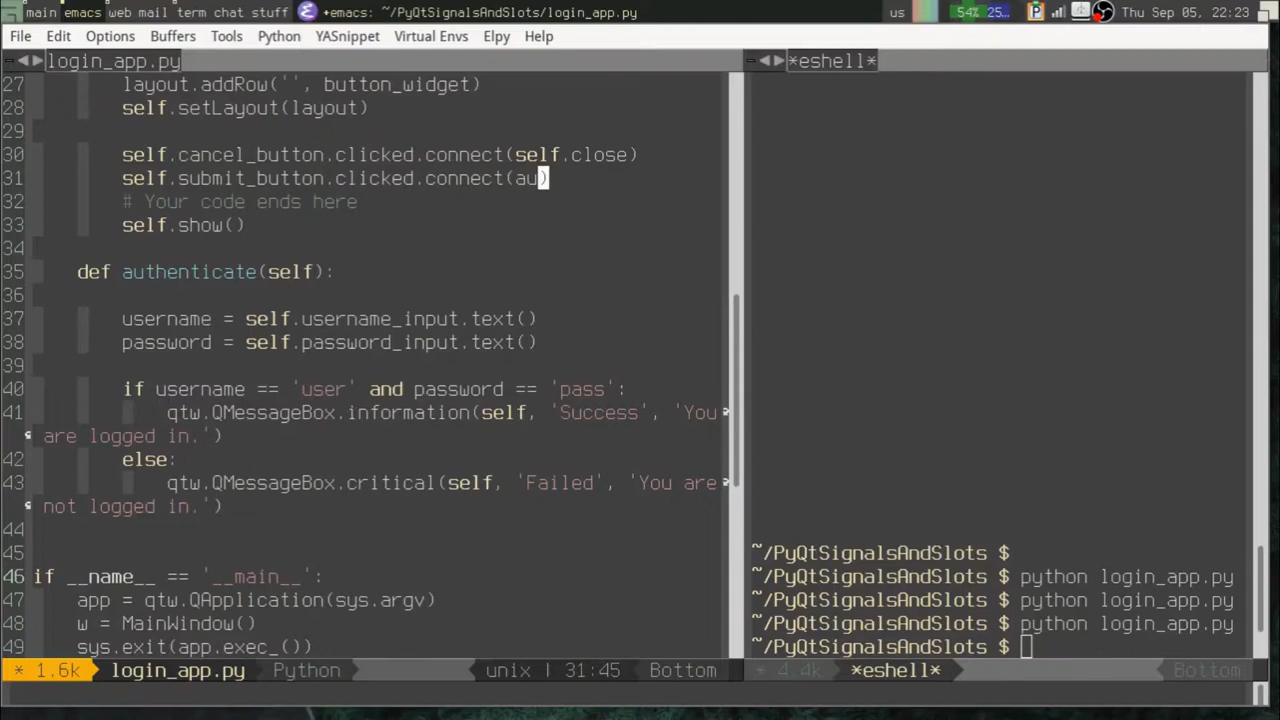 main emacs web mail term chat stuff +emacs: ~/PyQtSignalsAndSlots/login_app.py us 54% 25... P Thu Sep 05, 22:23
File Edit Options Buffers Tools Python YASnippet Virtual Envs Elpy Help
login_app.py
27 layout.addRow('', button_widget)
28 self.setLayout(layout)
29
30 self.cancel_button.clicked.connect(self.close)
31 self.submit_button.clicked.connect(au)
32 # Your code ends here
33 self.show()
34
35 def authenticate(self):
36
37 username = self.username_input.text()
38 password = self.password_input.text()
39
40 if username == 'user' and password == 'pass':
41 qtw.QMessageBox.information(self, 'Success', 'You
are logged in.')
42 else:
43 qtw.QMessageBox.critical(self, 'Failed', 'You are
not logged in.')
44
45
46 if __name__ == '__main__':
47 app = qtw.QApplication(sys.argv)
48 w = MainWindow()
49 sys.exit(app.exec_())
* 1.6k login_app.py Python unix | 31:45 Bottom
*eshell*
~/PyQtSignalsAndSlots $
~/PyQtSignalsAndSlots $ python login_app.py
~/PyQtSignalsAndSlots $ python login_app.py
~/PyQtSignalsAndSlots $ python login_app.py
~/PyQtSignalsAndSlots $
* 4.4k *eshell* Bottom